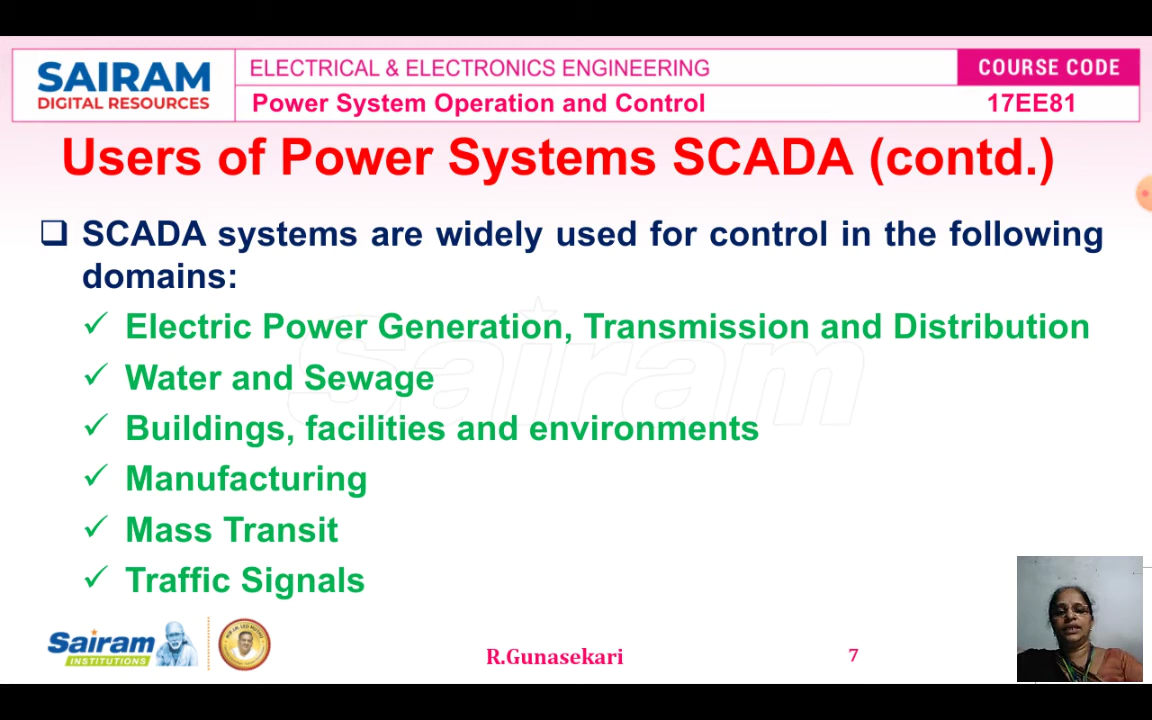 SAIRAM
DIGITAL RESOURCES
ELECTRICAL & ELECTRONICS ENGINEERING
COURSE CODE
Power System Operation and Control
17EE81
Users of Power Systems SCADA (contd.)
SCADA systems are widely used for control in the following
domains:
Electric Power Generation, Transmission and Distribution
Water and Sewage
Buildings, facilities and environments
Manufacturing
Mass Transit
Traffic Signals
Sairam
Sairam
INSTITUTIONS
R.Gunasekari
7